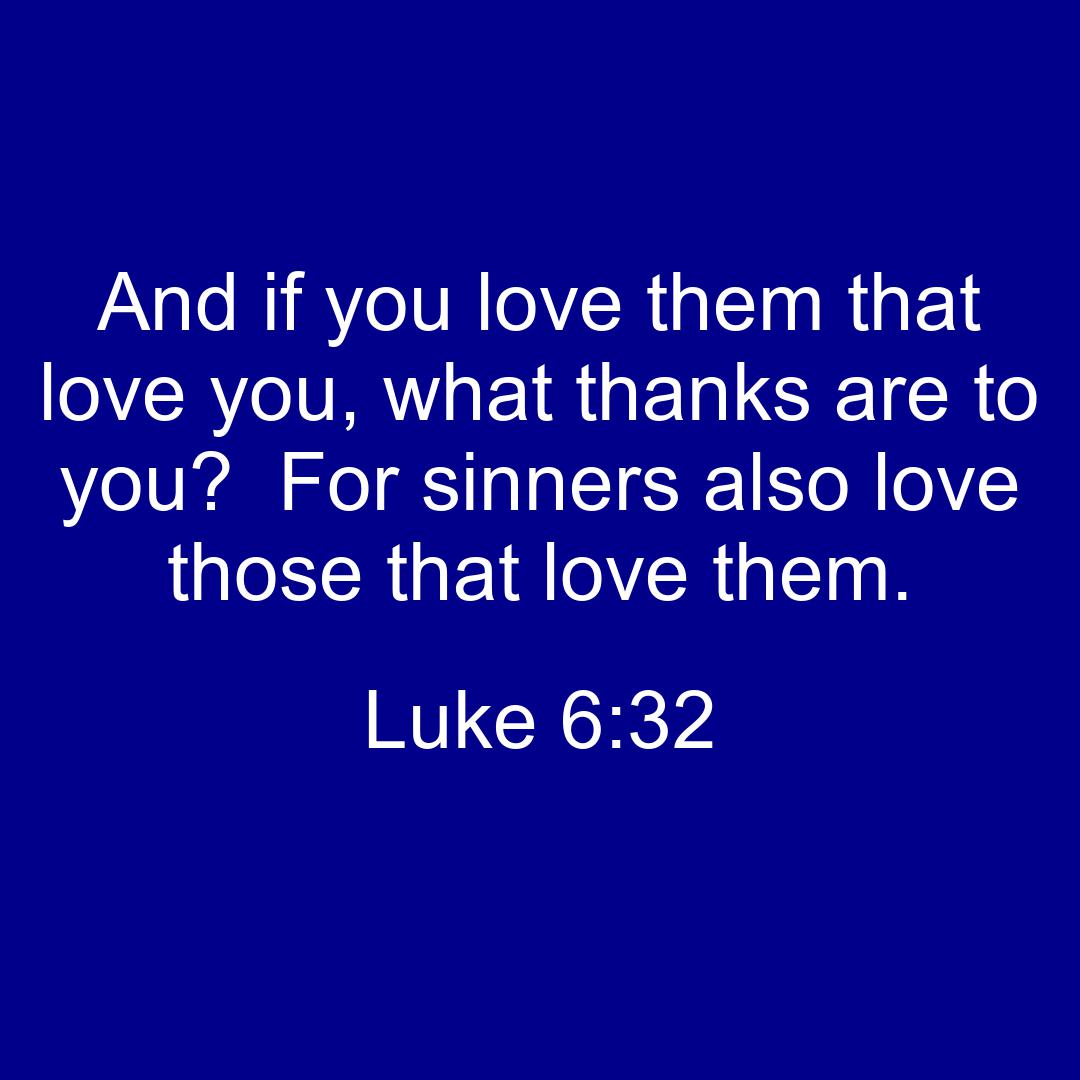 And if you love them that
love you, what thanks are to
you?  For sinners also love
those that love them.
Luke 6:32